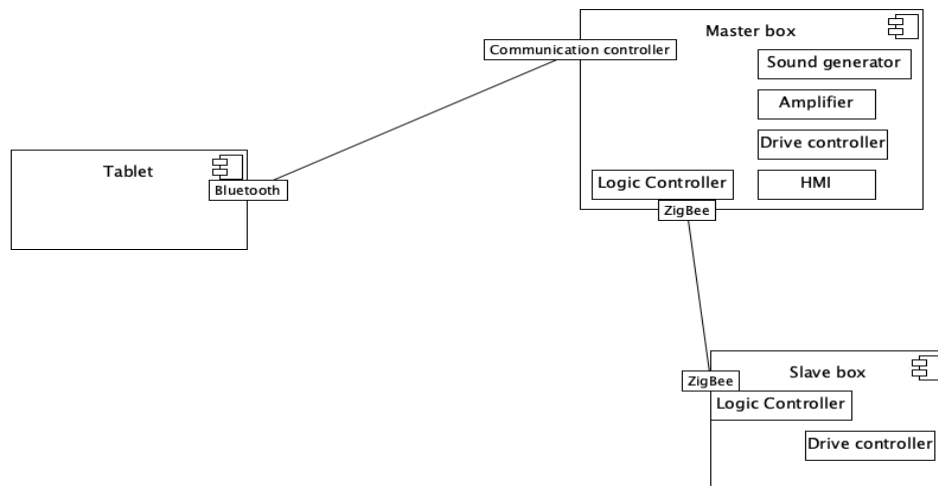 Master box
Communication controller
Sound generator
Amplifier
Drive controller
Tablet
Bluetooth
Logic Controller
HMI
ZigBee
Slave box
ZigBee
Logic Controller
Drive controller